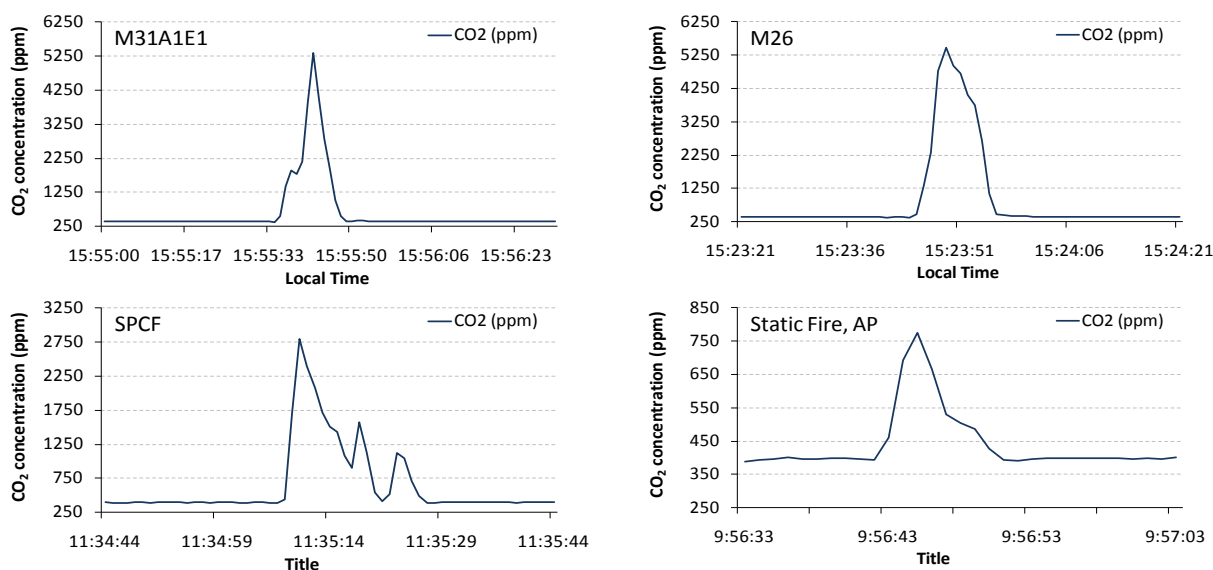 M31A1E1
CO2 (ppm)
CO₂ concentration (ppm)
6250
5250
4250
3250
2250
1250
250
15:55:00 15:55:17 15:55:33 15:55:50 15:56:06 15:56:23
Local Time
M26
CO2 (ppm)
CO₂ concentration (ppm)
6250
5250
4250
3250
2250
1250
250
15:23:21 15:23:36 15:23:51 15:24:06 15:24:21
Local Time
SPCF
CO2 (ppm)
CO₂ concentration (ppm)
3250
2750
2250
1750
1250
750
250
11:34:44 11:34:59 11:35:14 11:35:29 11:35:44
Title
Static Fire, AP
CO2 (ppm)
CO₂ concentration (ppm)
850
750
650
550
450
350
250
9:56:33 9:56:43 9:56:53 9:57:03
Title